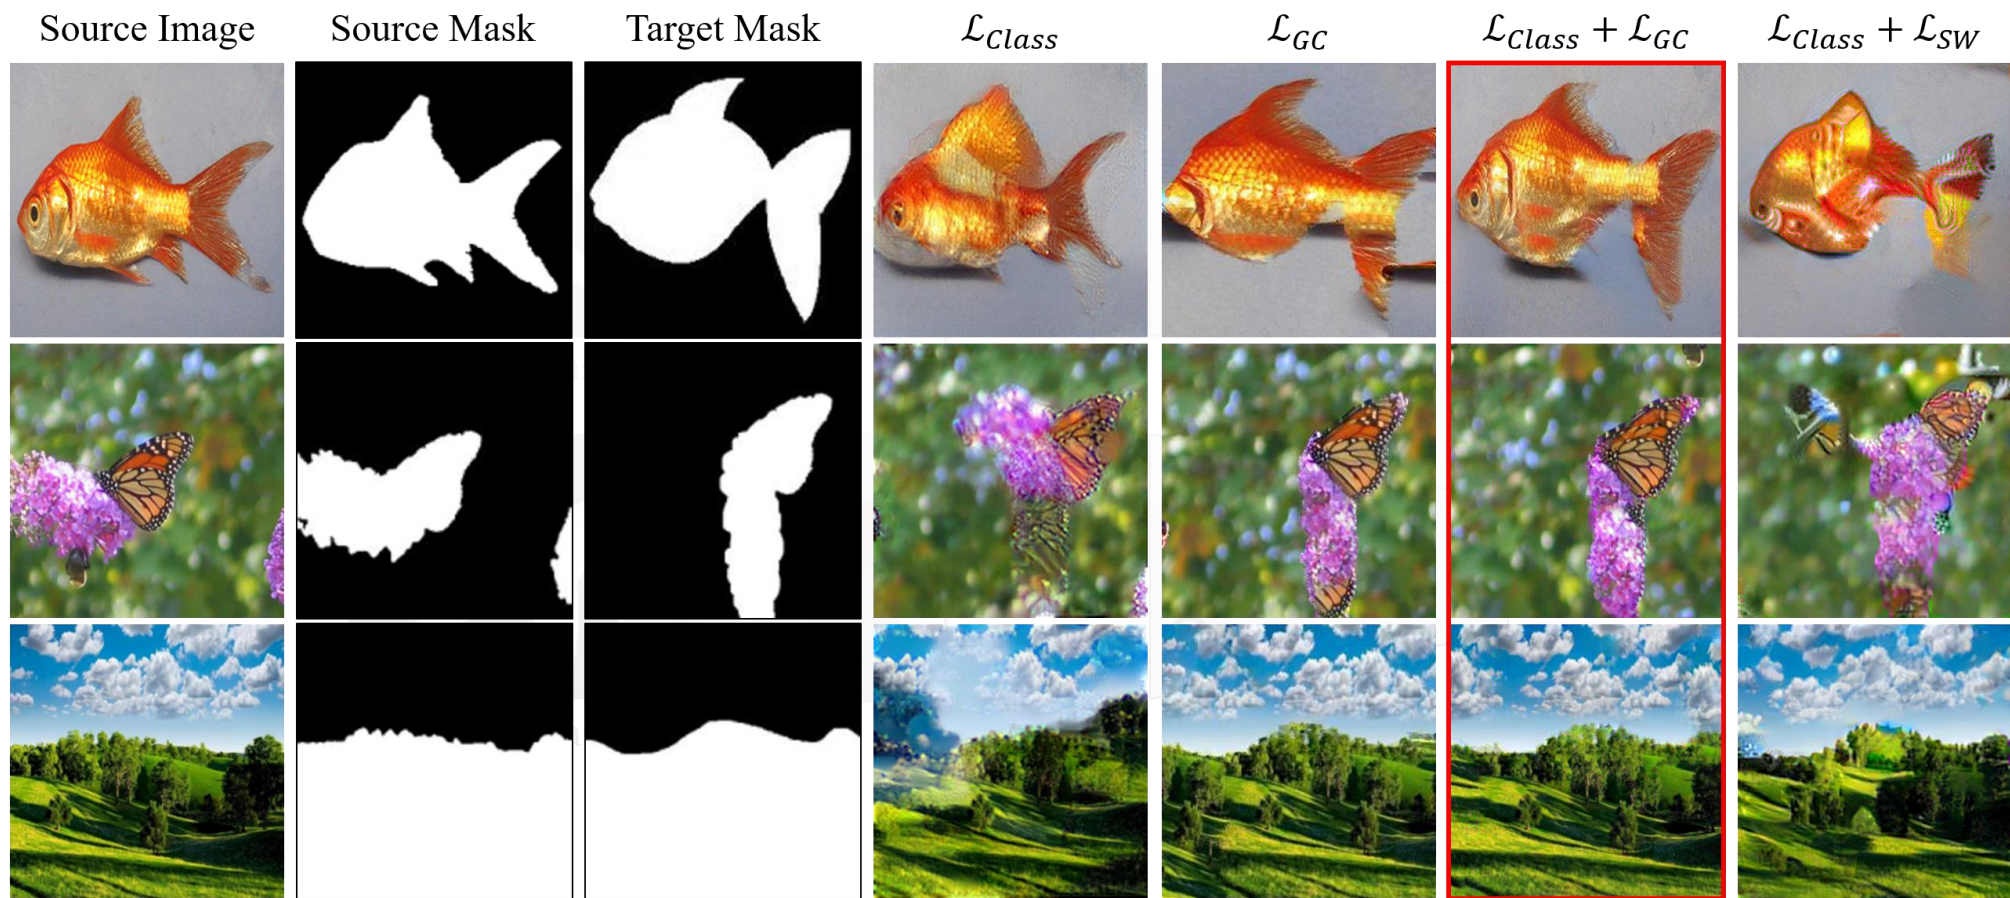 Source Image Source Mask Target Mask ℒ_Class ℒ_GC ℒ_Class + ℒ_GC ℒ_Class + ℒ_SW